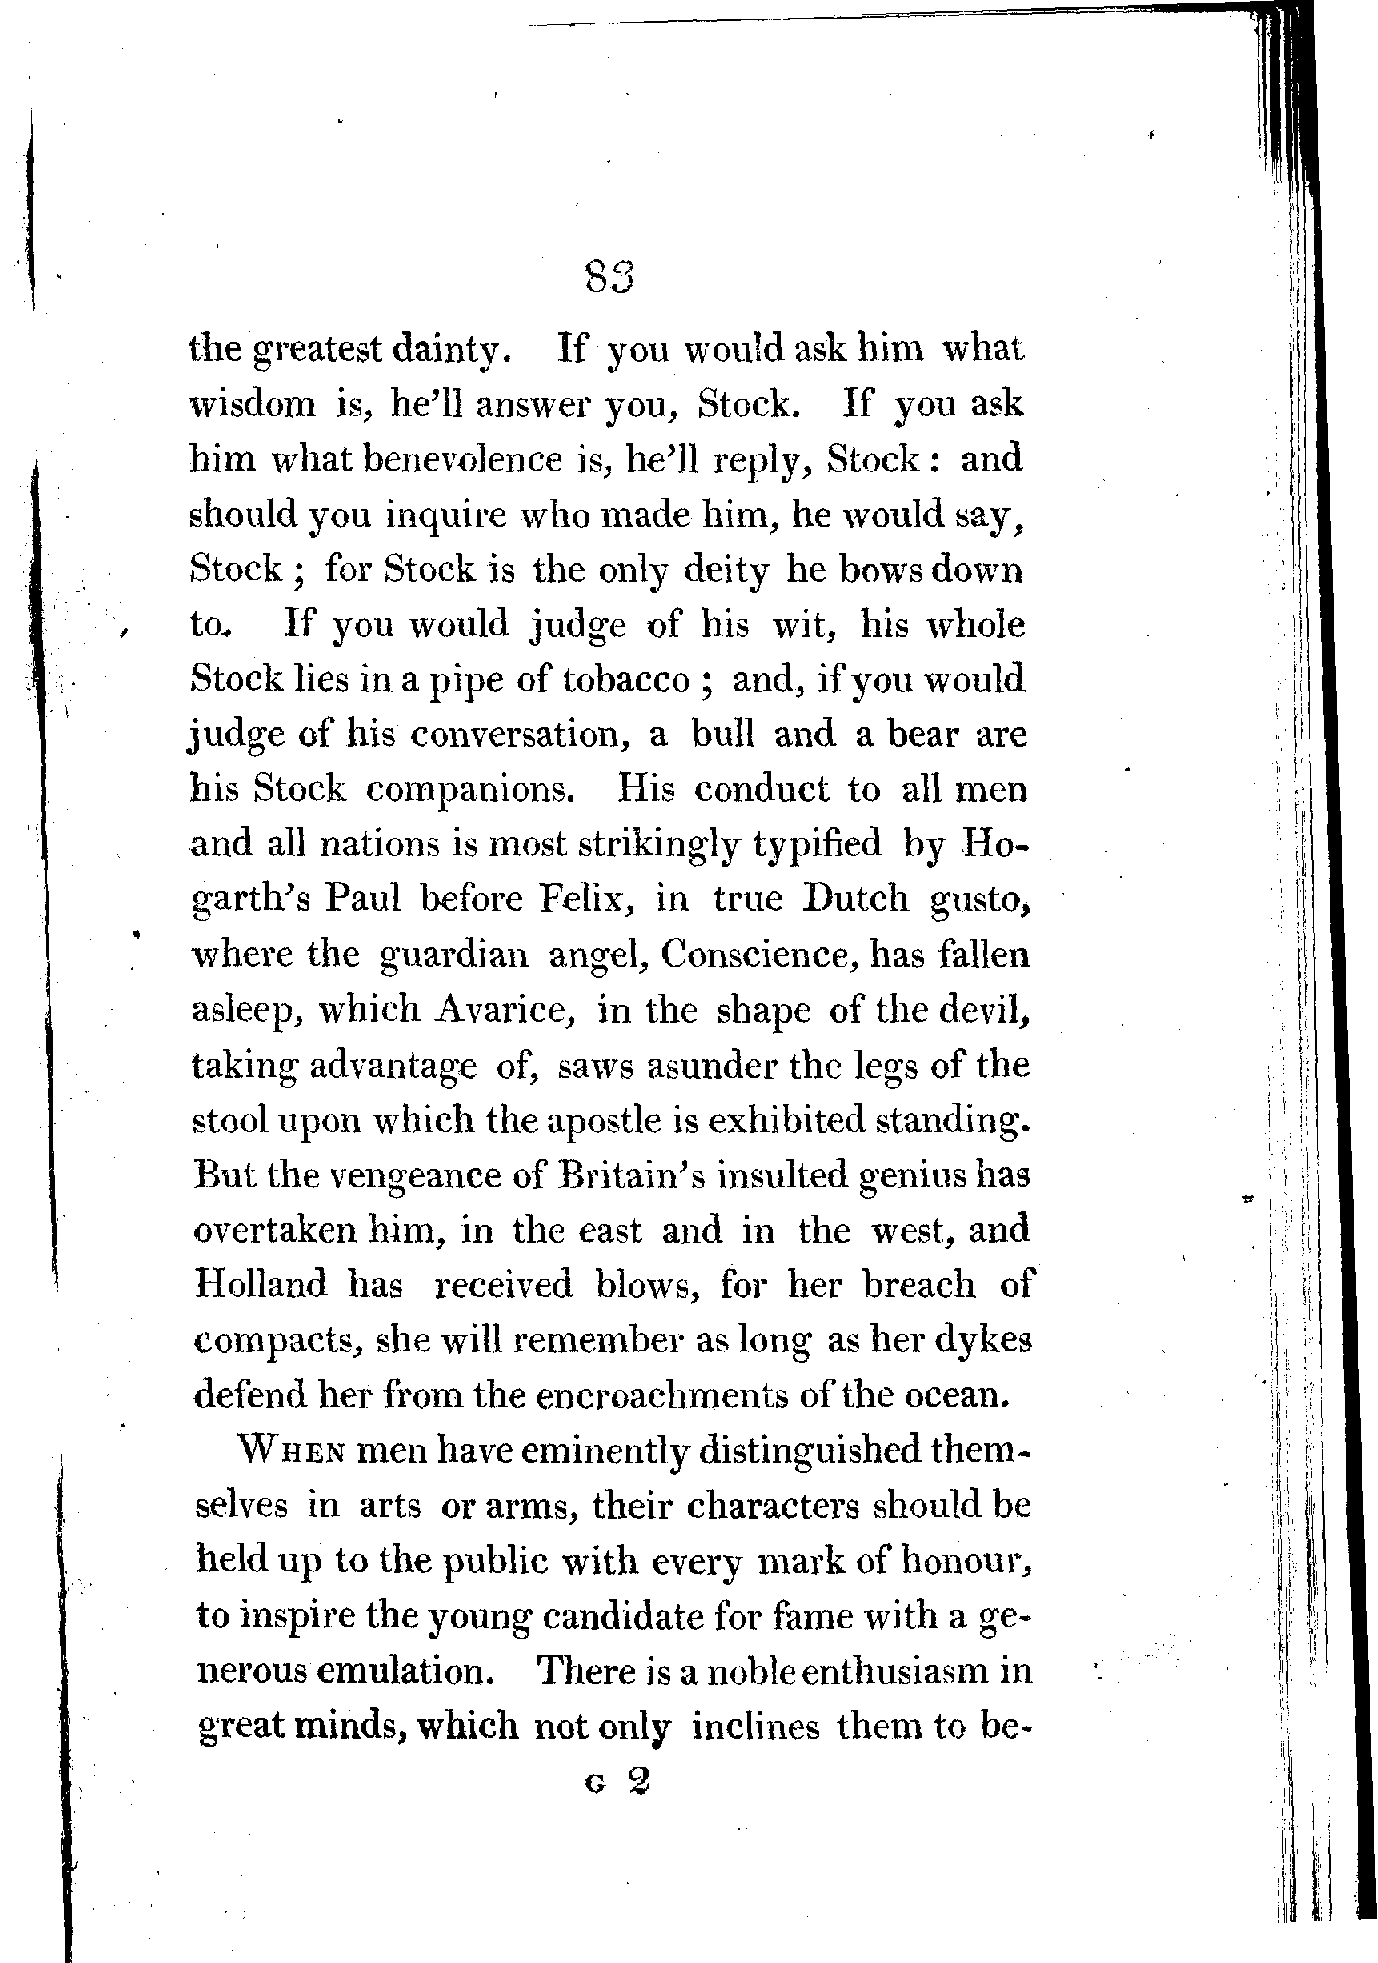 83
the greatest dainty. If you would ask him what
wisdom is, he'll answer you, Stock. If you ask
him what benevolence is, he'll reply, Stock: and
should you inquire who made him, he would say,
Stock; for Stock is the only deity he bows down
to. If you would judge of his wit, his whole
Stock lies in a pipe of tobacco; and, if you would
judge of his conversation, a bull and a bear are
his Stock companions. His conduct to all men
and all nations is most strikingly typified by Ho-
garth's Paul before Felix, in true Dutch gusto,
where the guardian angel, Conscience, has fallen
asleep, which Avarice, in the shape of the devil,
taking advantage of, saws asunder the legs of the
stool upon which the apostle is exhibited standing.
But the vengeance of Britain's insulted genius has
overtaken him, in the east and in the west, and
Holland has received blows, for her breach of
compacts, she will remember as long as her dykes
defend her from the encroachments of the ocean.
WHEN men have eminently distinguished them-
selves in arts or arms, their characters should be
held up to the public with every mark of honour,
to inspire the young candidate for fame with a ge-
nerous emulation. There is a noble enthusiasm in
great minds, which not only inclines them to be-
G 2